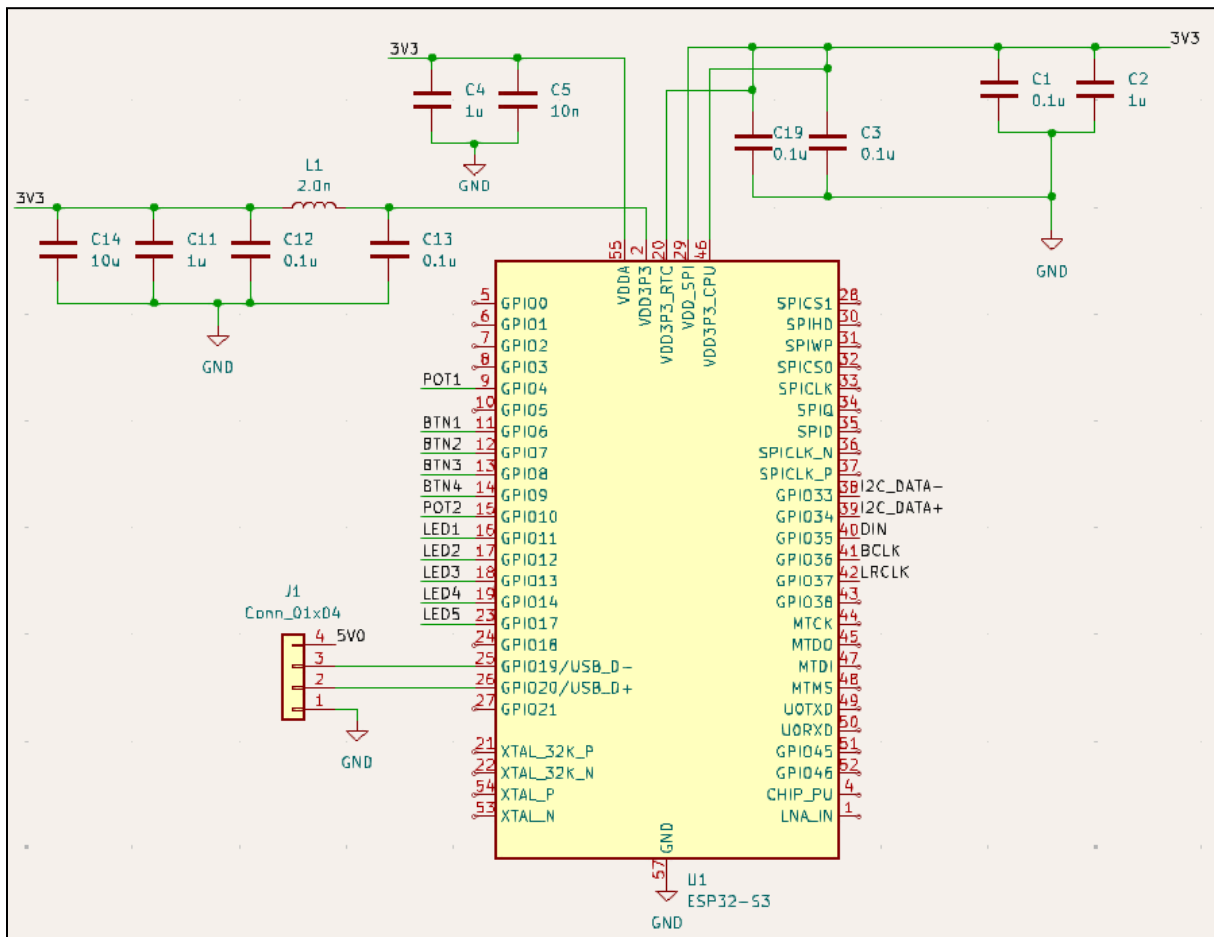 3V3
C4
1u
C5
10n
GND
3V3
C19
0.1u
C3
0.1u
C1
0.1u
C2
1u
GND
3V3
L1
2.0n
C14
10u
C11
1u
C12
0.1u
C13
0.1u
GND
55
VDDA
2
VDD3P3
20
VDD3P3_RTC
29
VDD_SPI
46
VDD3P3_CPU
5 GPIO0
6 GPIO1
7 GPIO2
8 GPIO3
POT1 9 GPIO4
10 GPIO5
BTN1 11 GPIO6
BTN2 12 GPIO7
BTN3 13 GPIO8
BTN4 14 GPIO9
POT2 15 GPIO10
LED1 16 GPIO11
LED2 17 GPIO12
LED3 18 GPIO13
LED4 19 GPIO14
LED5 23 GPIO17
24 GPIO18
25 GPIO19/USB_D-
26 GPIO20/USB_D+
27 GPIO21
21 XTAL_32K_P
22 XTAL_32K_N
54 XTAL_P
53 XTAL_N
SPICS1 28
SPIHD 30
SPIWP 31
SPICS0 32
SPICLK 33
SPIQ 34
SPID 35
SPICLK_N 36
SPICLK_P 37
GPIO33 38 I2C_DATA-
GPIO34 39 I2C_DATA+
GPIO35 40 DIN
GPIO36 41 BCLK
GPIO37 42 LRCLK
GPIO38 43
MTCK 44
MTDO 45
MTDI 47
MTMS 48
U0TXD 49
U0RXD 50
GPIO45 51
GPIO46 52
CHIP_PU 4
LNA_IN 1
J1
Conn_01x04
4 5V0
3
2
1
GND
GND
57
U1
ESP32-S3
GND